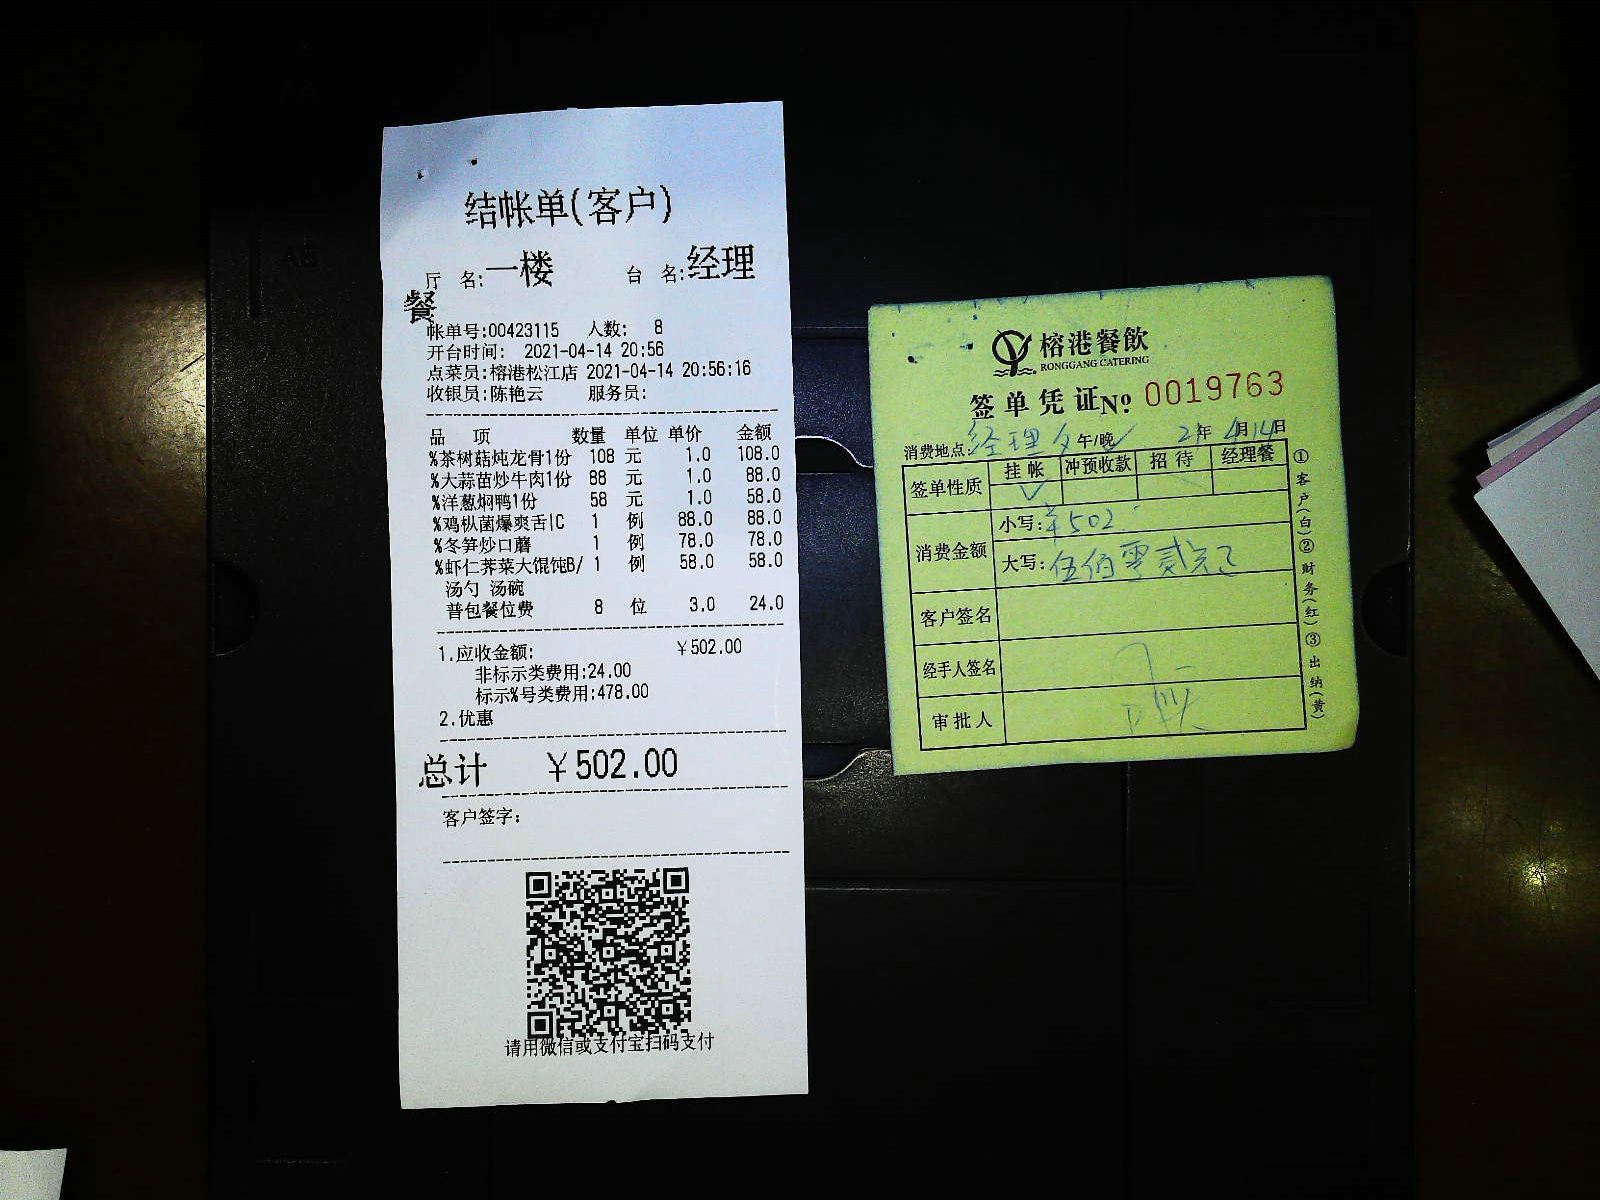 结帐单(客户)
厅 名:一楼 台 名:经理
餐
帐单号:00423115 人数: 8
开台时间: 2021-04-14 20:56
点菜员:榕港松江店 2021-04-14 20:56:16
收银员:陈艳云 服务员:
品 项 数量 单位 单价 金额
%茶树菇炖龙骨1份 108 元 1.0 108.0
%大蒜苗炒牛肉1份 88 元 1.0 88.0
%洋葱焖鸭1份 58 元 1.0 58.0
%鸡枞菌爆爽舌|C 1 例 88.0 88.0
%冬笋炒口蘑 1 例 78.0 78.0
%虾仁荠菜大馄饨B/ 1 例 58.0 58.0
汤勺 汤碗
普包餐位费 8 位 3.0 24.0
1.应收金额: ￥502.00
非标示类费用:24.00
标示%号类费用:478.00
2.优惠
总计 ￥502.00
客户签字:
请用微信或支付宝扫码支付
榕港餐飲
RONGGANG CATERING
签单凭证№ 0019763
消费地点:经理 午/晚 21年4月14日
签单性质 挂帐 冲预收款 招待 经理餐
消费金额 小写:¥502
大写:伍佰零贰元
客户签名
经手人签名
审批人
①客户(白)②财务(红)③出纳(黄)